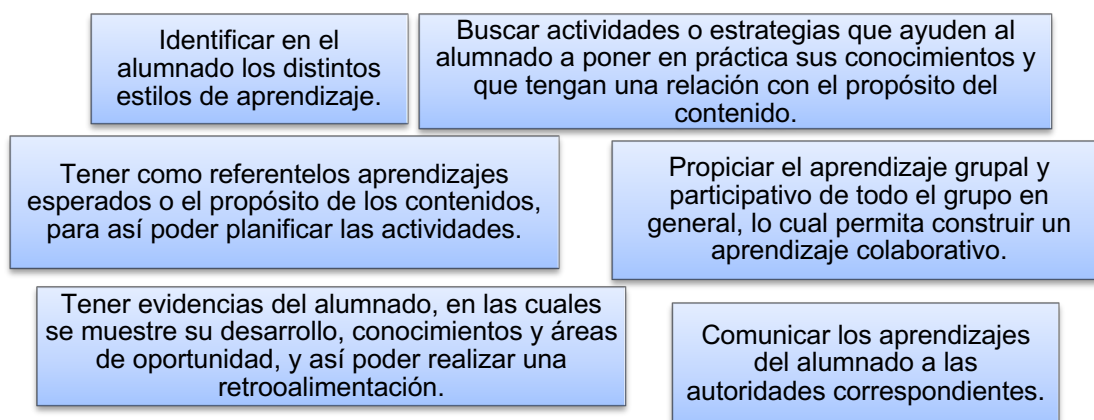 Identificar en el
alumnado los distintos
estilos de aprendizaje.
Buscar actividades o estrategias que ayuden al
alumnado a poner en práctica sus conocimientos y
que tengan una relación con el propósito del
contenido.
Tener como referentelos aprendizajes
esperados o el propósito de los contenidos,
para así poder planificar las actividades.
Propiciar el aprendizaje grupal y
participativo de todo el grupo en
general, lo cual permita construir un
aprendizaje colaborativo.
Tener evidencias del alumnado, en las cuales
se muestre su desarrollo, conocimientos y áreas
de oportunidad, y así poder realizar una
retrooalimentación.
Comunicar los aprendizajes
del alumnado a las
autoridades correspondientes.